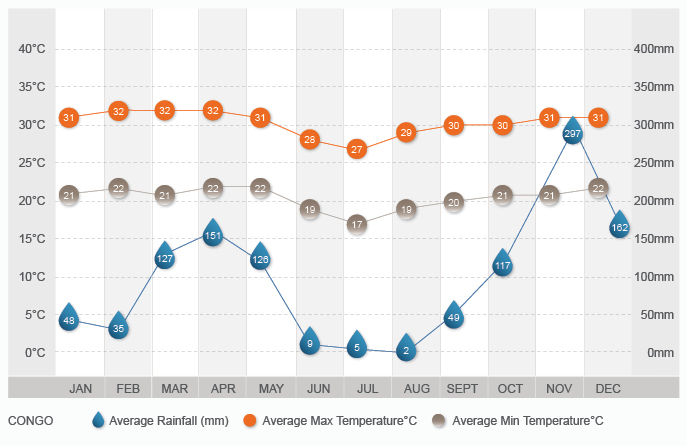 40°C 400mm
35°C 350mm
31 32 32 32 31 28 27 29 30 30 31 31
30°C 300mm
297
25°C 250mm
21 22 21 22 22 19 17 19 20 21 21 22
20°C 200mm
15°C 150mm
10°C 100mm
5°C 50mm
0°C 0mm
48 35 127 151 126 9 5 2 49 117 162
JAN FEB MAR APR MAY JUN JUL AUG SEPT OCT NOV DEC
CONGO Average Rainfall (mm) Average Max Temperature°C Average Min Temperature°C